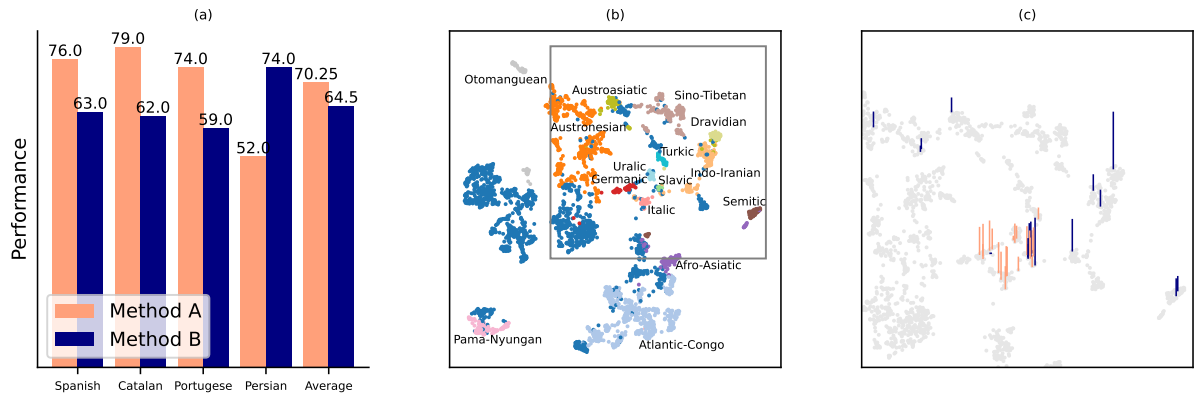 (a)
Performance
76.0
63.0
79.0
62.0
74.0
59.0
52.0
74.0
70.25
64.5
Method A
Method B
Spanish
Catalan
Portugese
Persian
Average
(b)
Otomanguean
Austroasiatic
Sino-Tibetan
Austronesian
Dravidian
Turkic
Uralic
Indo-Iranian
Germanic
Slavic
Semitic
Italic
Afro-Asiatic
Pama-Nyungan
Atlantic-Congo
(c)